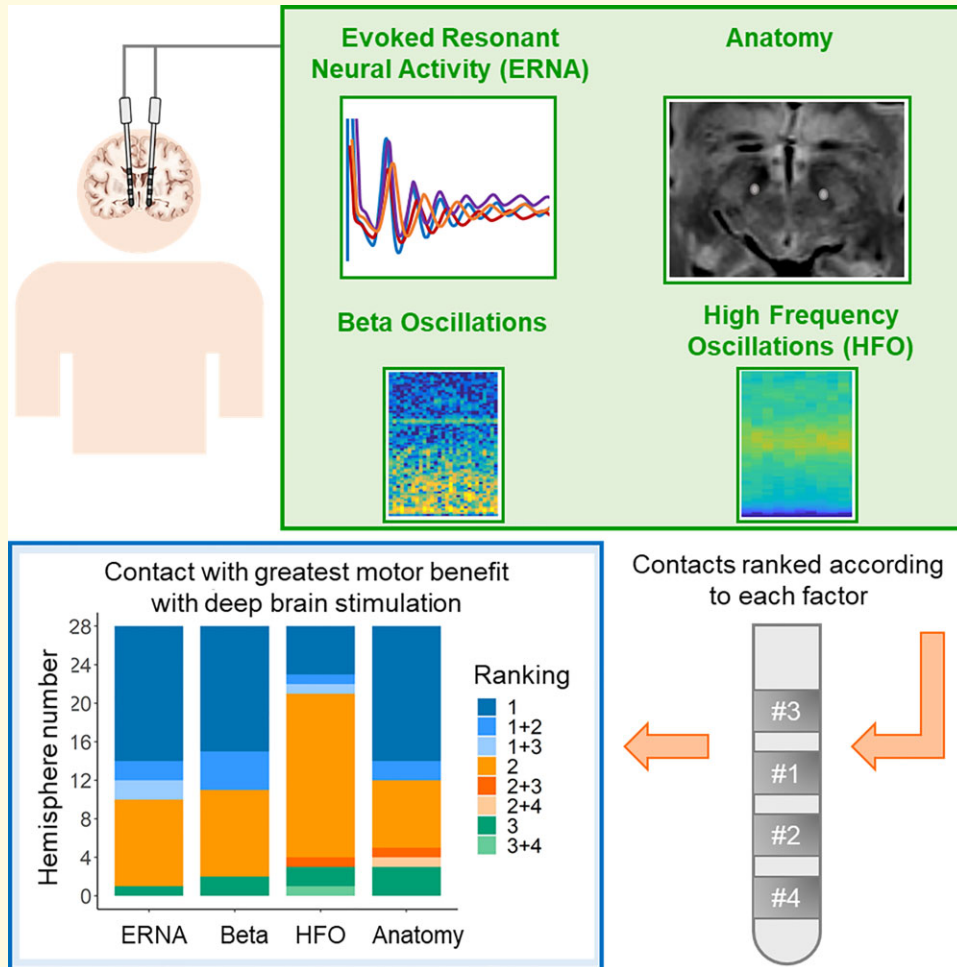 Evoked Resonant
Neural Activity (ERNA)
Anatomy
Beta Oscillations
High Frequency
Oscillations (HFO)
Contact with greatest motor benefit
with deep brain stimulation
Hemisphere number
28
24
20
16
12
8
4
0
ERNA Beta HFO Anatomy
Ranking
1
1+2
1+3
2
2+3
2+4
3
3+4
Contacts ranked according
to each factor
#3
#1
#2
#4